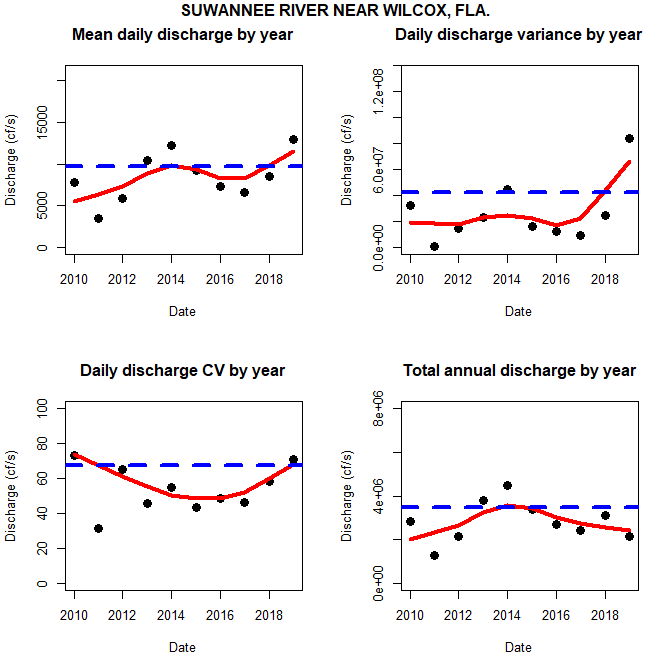 SUWANNEE RIVER NEAR WILCOX, FLA.
Mean daily discharge by year
Discharge (cf/s)
15000
5000
0
2010 2012 2014 2016 2018
Date
Daily discharge variance by year
Discharge (cf/s)
1.2e+08
6.0e+07
0.0e+00
2010 2012 2014 2016 2018
Date
Daily discharge CV by year
Discharge (cf/s)
100
80
60
40
20
0
2010 2012 2014 2016 2018
Date
Total annual discharge by year
Discharge (cf/s)
8e+06
4e+06
0e+00
2010 2012 2014 2016 2018
Date